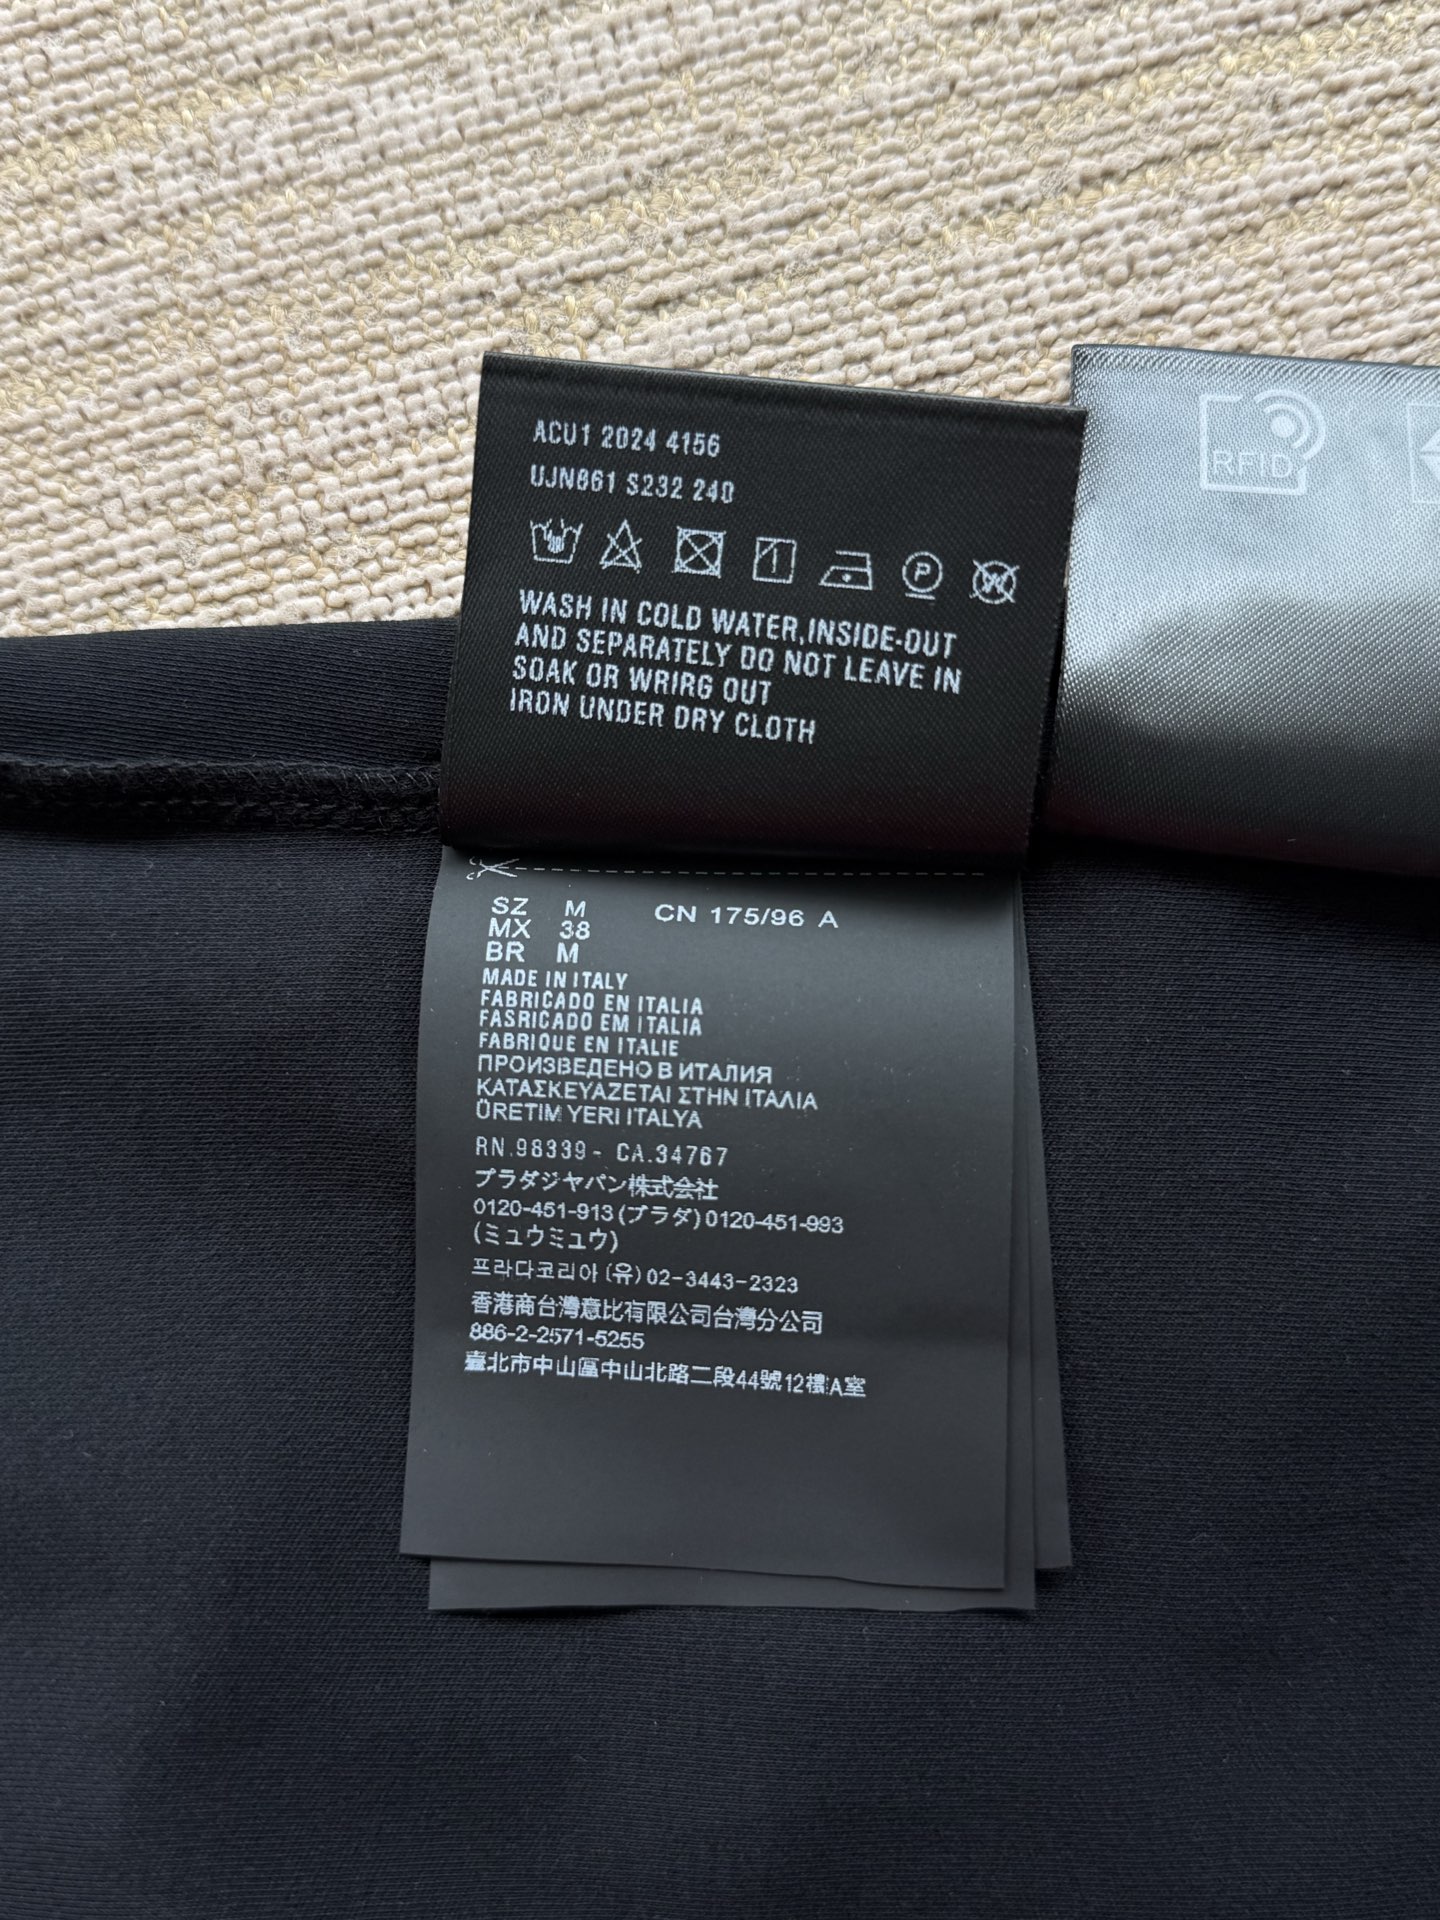 ACU1 2024 4156
UJN861 S232 240
RFID
P
W
WASH IN COLD WATER,INSIDE-OUT
AND SEPARATELY DO NOT LEAVE IN
SOAK OR WRIRG OUT
IRON UNDER DRY CLOTH
SZ M CN 175/96 A
MX 38
BR M
MADE IN ITALY
FABRICADO EN ITALIA
FASRICADO EM ITALIA
FABRIQUE EN ITALIE
ПРОИЗВЕДЕНО В ИТАЛИЯ
ΚΑΤΑΣΚΕΥΑΖΕΤΑΙ ΣΤΗΝ ΙΤΑΛΙΑ
ÜRETIM YERI ITALYA
RN.98339- CA.34767
プラダジャパン株式会社
0120-451-913(プラダ)0120-451-993
(ミュウミュウ)
프라다코리아(유)02-3443-2323
香港商台灣意比有限公司台灣分公司
886-2-2571-5255
臺北市中山區中山北路二段44號12樓A室